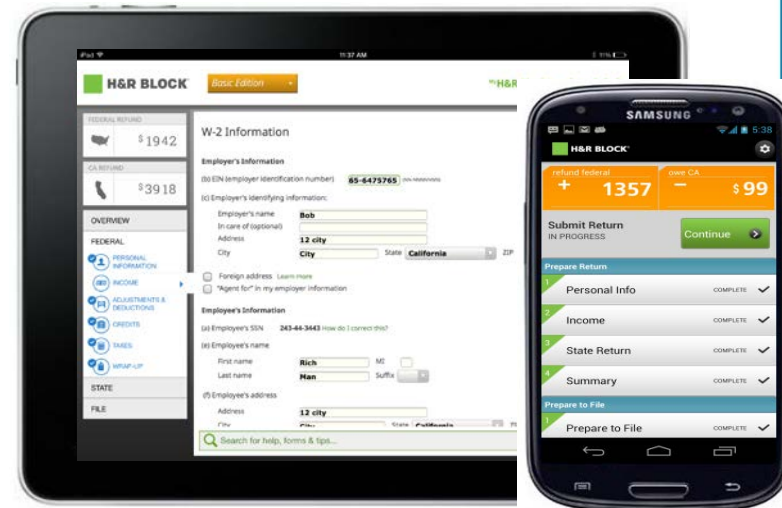 iPad
11:37 AM
91%
H&R BLOCK
Basic Edition
H&R
FEDERAL REFUND
$1942
CA REFUND
$3918
OVERVIEW
FEDERAL
PERSONAL INFORMATION
INCOME
ADJUSTMENTS & DEDUCTIONS
CREDITS
TAXES
WRAP-UP
STATE
FILE
W-2 Information
Employer's Information
(b) EIN (employer identification number) 65-6475765
(c) Employer's identifying information:
Employer's name Bob
In care of (optional)
Address 12 city
City City State California ZIP
Foreign address Learn more
"Agent for" in my employer information
Employee's Information
(a) Employee's SSN 243-44-3443 How do I correct this?
(e) Employee's name
First name Rich MI
Last name Man Suffix
(f) Employee's address
Address 12 city
City City State California
Search for help, forms & tips...
SAMSUNG
5:38
H&R BLOCK
refund federal owe CA
+ 1357 - $99
Submit Return
IN PROGRESS
Continue
Prepare Return
1 Personal Info COMPLETE
2 Income COMPLETE
3 State Return COMPLETE
4 Summary COMPLETE
Prepare to File
1 Prepare to File COMPLETE